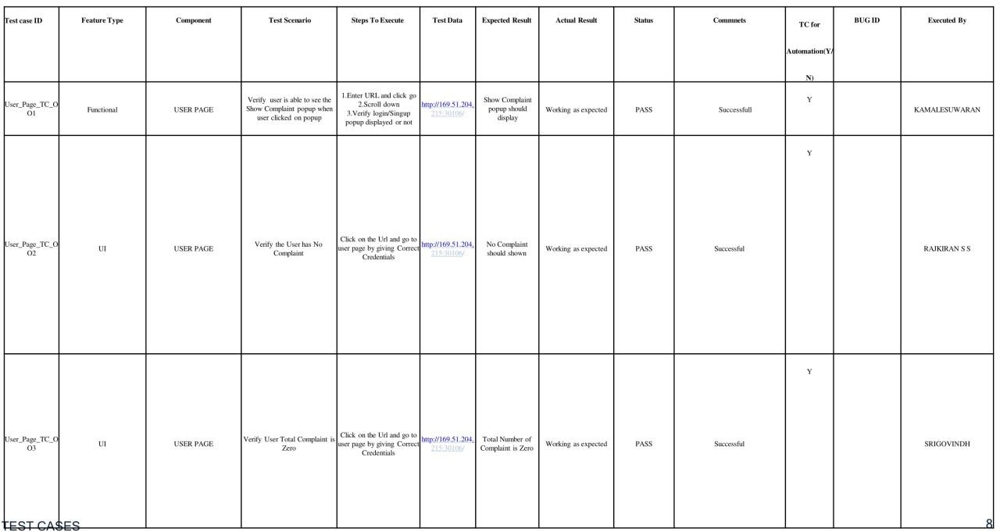 Test case ID
Feature Type
Component
Test Scenario
Steps To Execute
Test Data
Expected Result
Actual Result
Status
Commnets
TC for
Automation(Y/
N)
BUG ID
Executed By
User_Page_TC_O
O1
Functional
USER PAGE
Verify user is able to see the
Show Complaint popup when
user clicked on popup
1.Enter URL and click go
2.Scroll down
3.Verify login/Singup
popup displayed or not
http://169.51.204.
215:30106/
Show Complaint
popup should
display
Working as expected
PASS
Successfull
Y
KAMALESUWARAN
User_Page_TC_O
O2
UI
USER PAGE
Verify the User has No
Complaint
Click on the Url and go to
user page by giving Correct
Credentials
http://169.51.204.
215:30106/
No Complaint
should shown
Working as expected
PASS
Successful
Y
RAJKIRAN S S
User_Page_TC_O
O3
UI
USER PAGE
Verify User Total Complaint is
Zero
Click on the Url and go to
user page by giving Correct
Credentials
http://169.51.204.
215:30106/
Total Number of
Complaint is Zero
Working as expected
PASS
Successful
Y
SRIGOVINDH
TEST CASES
8